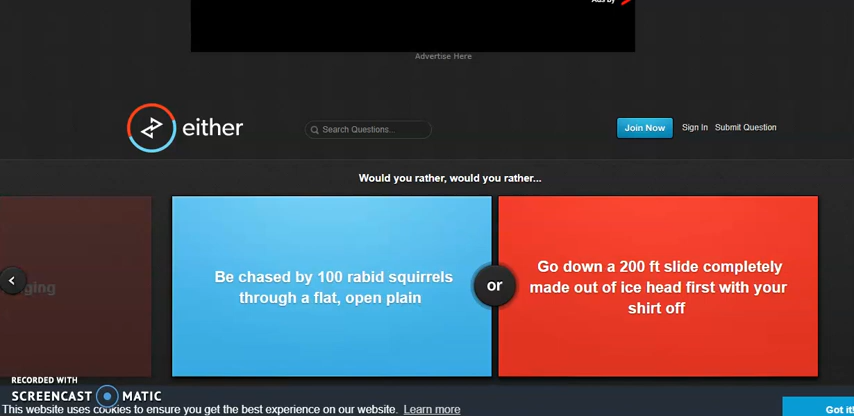 Ads by
Advertise Here
either
Search Questions...
Join Now
Sign In
Submit Question
Would you rather, would you rather...
ging
Be chased by 100 rabid squirrels
through a flat, open plain
or
Go down a 200 ft slide completely
made out of ice head first with your
shirt off
RECORDED WITH
SCREENCAST MATIC
This website uses cookies to ensure you get the best experience on our website. Learn more
Got it!